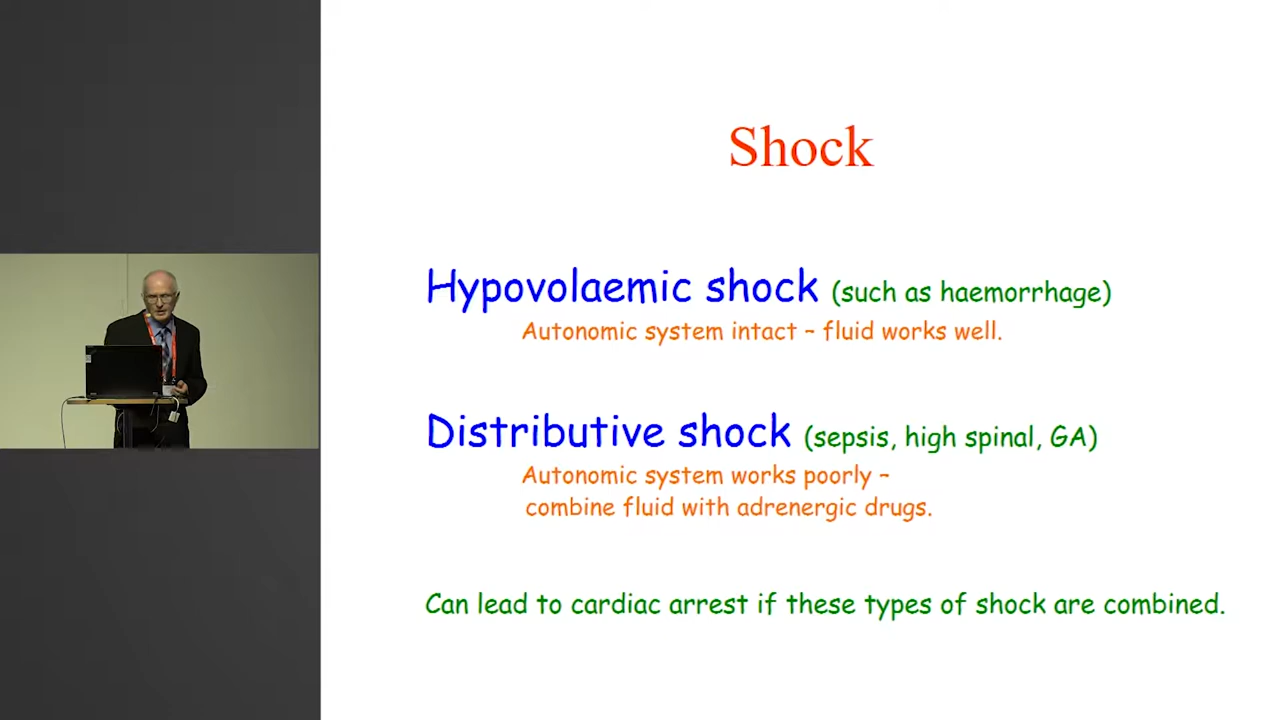 Shock
Hypovolaemic shock (such as haemorrhage)
Autonomic system intact – fluid works well.
Distributive shock (sepsis, high spinal, GA)
Autonomic system works poorly –
combine fluid with adrenergic drugs.
Can lead to cardiac arrest if these types of shock are combined.